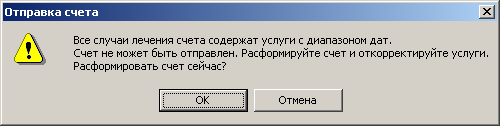 Отправка счета
Все случаи лечения счета содержат услуги с диапазоном дат.
Счет не может быть отправлен. Расформируйте счет и откорректируйте услуги.
Расформировать счет сейчас?
OK
Отмена